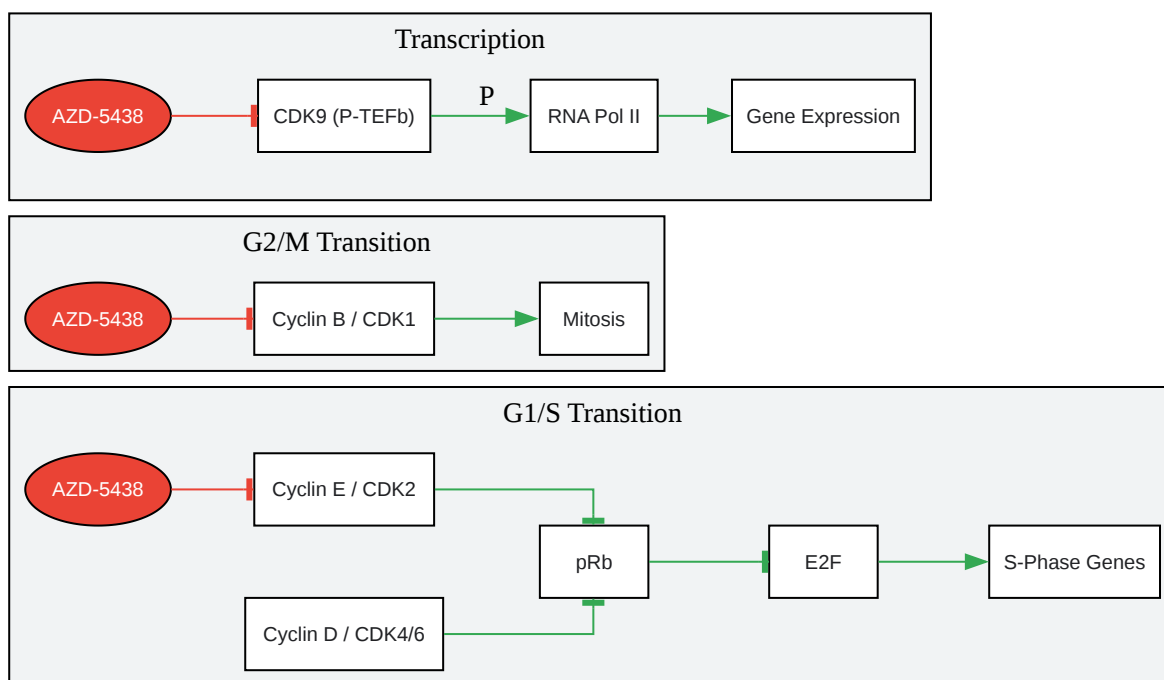 Transcription
AZD-5438
CDK9 (P-TEFb)
P
RNA Pol II
Gene Expression
G2/M Transition
AZD-5438
Cyclin B / CDK1
Mitosis
G1/S Transition
AZD-5438
Cyclin E / CDK2
pRb
E2F
S-Phase Genes
Cyclin D / CDK4/6